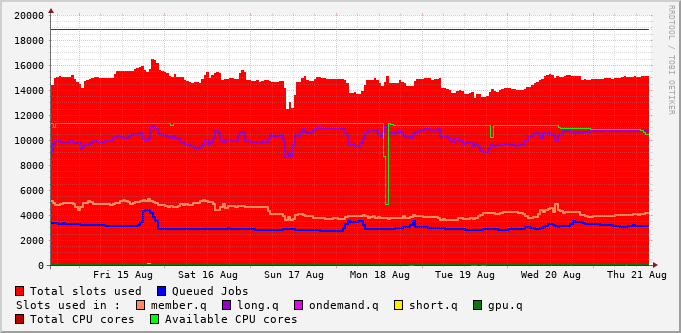 20000
18000
16000
14000
12000
10000
8000
6000
4000
2000
0
Fri 15 Aug Sat 16 Aug Sun 17 Aug Mon 18 Aug Tue 19 Aug Wed 20 Aug Thu 21 Aug
Total slots used Queued Jobs
Slots used in : member.q long.q ondemand.q short.q gpu.q
Total CPU cores Available CPU cores
RRDTOOL / TOBI OETIKER